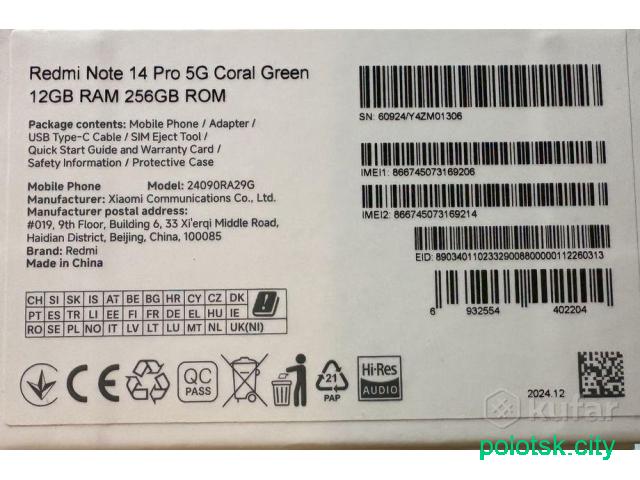 Redmi Note 14 Pro 5G Coral Green
12GB RAM 256GB ROM
Package contents: Mobile Phone / Adapter /
USB Type-C Cable / SIM Eject Tool /
Quick Start Guide and Warranty Card /
Safety Information / Protective Case
Mobile Phone Model: 24090RA29G
Manufacturer: Xiaomi Communications Co., Ltd.
Manufacturer postal address:
#019, 9th Floor, Building 6, 33 Xi'erqi Middle Road,
Haidian District, Beijing, China, 100085
Brand: Redmi
Made in China
CH SI SK IS AT BE BG HR CY CZ DK
PT ES TR LI EE FI FR DE EL HU IE
RO SE PL NO IT LV LT LU MT NL UK(NI)
QC
PASS
21
PAP
Hi-Res
AUDIO
SN: 60924/Y4ZM01306
IMEI1: 866745073169206
IMEI2: 866745073169214
EID: 89034011023329008800000112260313
6 932554 402204
2024.12
kufar
polotsk.city